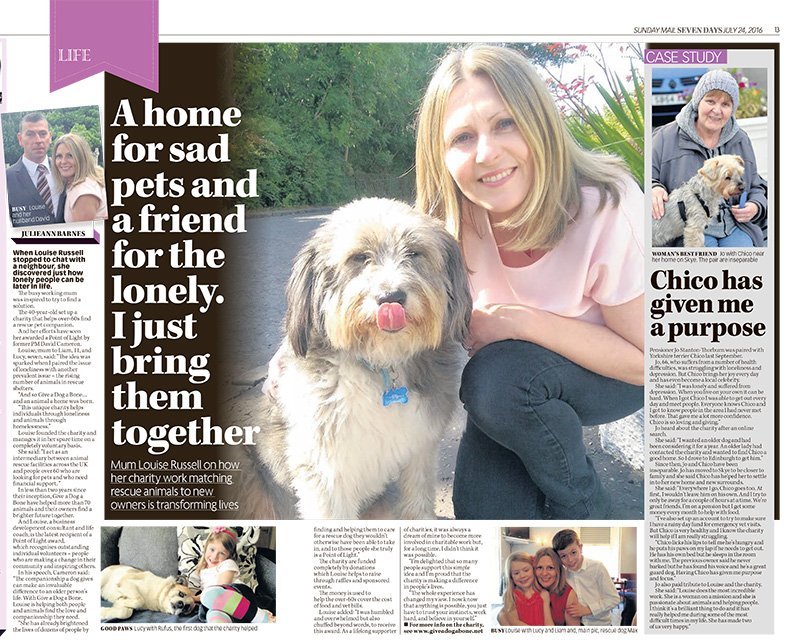 SUNDAY MAIL SEVEN DAYS JULY 24, 2016 13
LIFE
BUSY Louise
and her
husband David
JULIEANN BARNES
When Louise Russell
stopped to chat with
a neighbour, she
discovered just how
lonely people can be
later in life.
The busy working mum
was inspired to try to find a
solution.
The 40-year-old set up a
charity that helps over-60s find
a rescue pet companion.
And her efforts have seen
her awarded a Point of Light by
former PM David Cameron.
Louise, mum to Liam, 11, and
Lucy, seven, said: "The idea was
sparked when I paired the issue
of loneliness with another
prevalent issue – the rising
number of animals in rescue
shelters.
"And so Give a Dog a Bone...
and an animal a home was born.
"This unique charity helps
individuals through loneliness
and animals through
homelessness."
Louise founded the charity and
manages it in her spare time on a
completely voluntary basis.
She said: "I act as an
intermediary between animal
rescue facilities across the UK
and people over 60 who are
looking for pets and who need
financial support."
In less than two years since
their inception, Give a Dog a
Bone have helped more than 70
animals and their owners find a
brighter future together.
And Louise, a business
development consultant and life
coach, is the latest recipient of a
Point of Light award,
which recognises outstanding
individual volunteers – people
who are making a change in their
community and inspiring others.
In his speech, Cameron said:
"The companionship a dog gives
can make an invaluable
difference to an older person's
life. With Give a Dog a Bone,
Louise is helping both people
and animals find the love and
companionship they need.
"She has already brightened
the lives of dozens of people by
A home
for sad
pets and
a friend
for the
lonely.
I just
bring
them
together
Mum Louise Russell on how
her charity work matching
rescue animals to new
owners is transforming lives
GOOD PAWS Lucy with Rufus, the first dog that the charity helped
finding and helping them to care
for a rescue dog they wouldn't
otherwise have been able to take
in, and to those people she truly
is a Point of Light."
The charity are funded
completely by donations
which Louise helps to raise
through raffles and sponsored
events.
The money is used to
help the over-60s cover the cost
of food and vet bills.
Louise added: "I was humbled
and overwhelmed but also
chuffed beyond words, to receive
this award. As a lifelong supporter
of charities, it was always a
dream of mine to become more
involved in charitable work but,
for a long time, I didn't think it
was possible.
"I'm delighted that so many
people support this simple
idea and I'm proud that the
charity is making a difference
in people's lives.
"The whole experience has
changed my view. I now know
that anything is possible, you just
have to trust your instincts, work
hard, and believe in yourself."
■ For more info on the charity,
see www.giveadogabone.net
BUSY Louise with Lucy and Liam and, main pic, rescue dog Max
CASE STUDY
WOMAN'S BEST FRIEND Jo with Chico near
her home on Skye. The pair are inseparable
Chico has
given me
a purpose
Pensioner Jo Stanton-Thorburn was paired with
Yorkshire terrier Chico last September.
Jo, 66, who suffers from a number of health
difficulties, was struggling with loneliness and
depression. But Chico brings her joy every day
and has even become a local celebrity.
She said: "I was lonely and suffered from
depression. When you live on your own it can be
hard. When I got Chico I was able to get out every
day and meet people. Everyone knows Chico and
I get to know people in the area I had never met
before. That gave me a lot more confidence.
Chico is so loving and giving."
Jo heard about the charity after an online
search.
She said: "I wanted an older dog and had
been considering it for a year. An older lady had
contacted the charity and wanted to find Chico a
good home. So I drove to Edinburgh to get him."
Since then, Jo and Chico have been
inseparable. Jo has moved to Skye to be closer to
family and she said Chico has helped her to settle
in to her new home and new surrounds.
She said: "Everywhere I go, Chico goes too. At
first, I wouldn't leave him on his own. And I try to
only be away for a couple of hours at a time. We're
great friends. I'm on a pension but I get some
money every month to help with food.
"I've also set up an account to try to make sure
I have a rainy day fund for emergency vet visits.
But Chico is very healthy and I know the charity
will help if I am really struggling.
"Chico licks his lips to tell me he's hungry and
he puts his paws on my lap if he needs to get out.
He has his own bed but he sleeps in the room
with me. The previous owner said he never
barked but he has found his voice and he's a great
guard dog. Having Chico has given me purpose
and focus."
Jo also paid tribute to Louise and the charity.
She said: "Louise does the most incredible
work. She is a woman on a mission and she is
passionate about animals and helping people.
I think it's a brilliant thing to do and it has
really helped me during some of the more
difficult times in my life. She has made two
of us very happy."